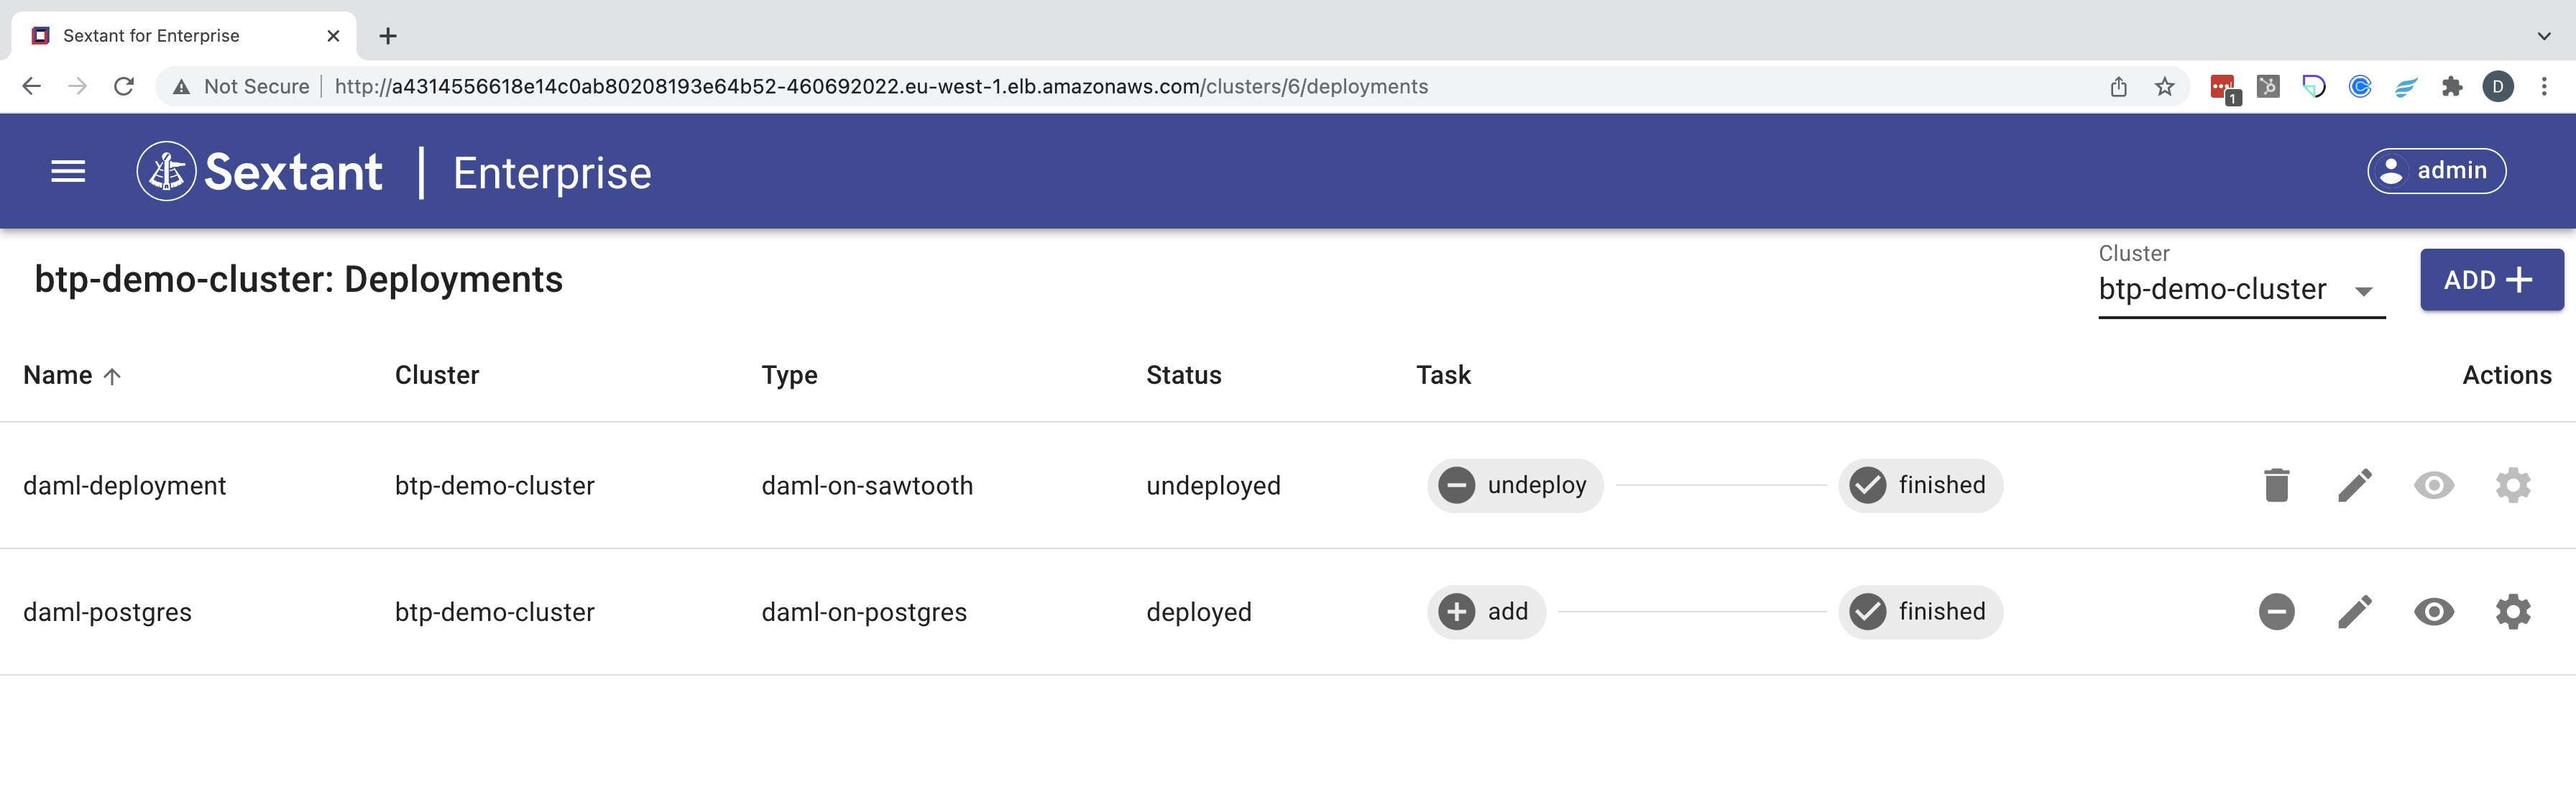 Sextant for Enterprise
Not Secure http://a4314556618e14c0ab80208193e64b52-460692022.eu-west-1.elb.amazonaws.com/clusters/6/deployments 1 D
Sextant | Enterprise admin
btp-demo-cluster: Deployments
Cluster
btp-demo-cluster
ADD
Name Cluster Type Status Task Actions
daml-deployment btp-demo-cluster daml-on-sawtooth undeployed undeploy finished
daml-postgres btp-demo-cluster daml-on-postgres deployed add finished